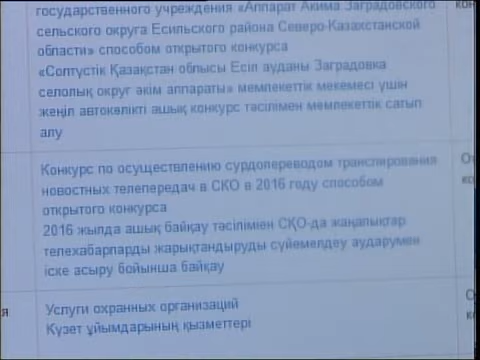 государственного учреждения «Аппарат Акима Заградовского
сельского округа Есильского района Северо-Казахстанской
области» способом открытого конкурса
«Солтүстік Қазақстан облысы Есіл ауданы Заградовка
селолық округ әкім аппараты» мемлекеттік мекемесі үшін
жеңіл автокөлікті ашық конкурс тәсілімен мемлекеттік сатып
алу
Конкурс по осуществлению сурдопереводом транслирования
новостных телепередач в СКО в 2016 году способом
открытого конкурса
2016 жылда ашық байқау тәсілімен СҚО-да жаңалықтар
телехабарларды жарықтандыруды сүйемелдеу аударумен
іске асыру бойынша байқау
Услуги охранных организаций
Күзет ұйымдарының қызметтері